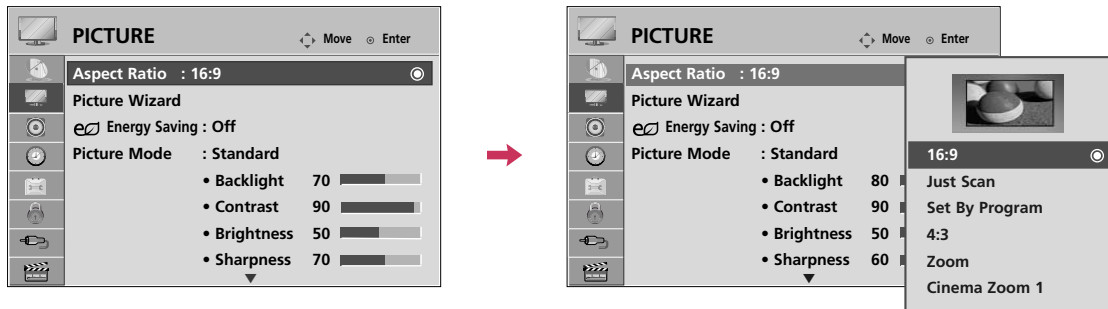 PICTURE
Move Enter
Aspect Ratio : 16:9
Picture Wizard
eco Energy Saving : Off
Picture Mode : Standard
• Backlight 70
• Contrast 90
• Brightness 50
• Sharpness 70
PICTURE
Move Enter
Aspect Ratio : 16:9
Picture Wizard
eco Energy Saving : Off
Picture Mode : Standard
• Backlight 80
• Contrast 90
• Brightness 50
• Sharpness 60
16:9
Just Scan
Set By Program
4:3
Zoom
Cinema Zoom 1